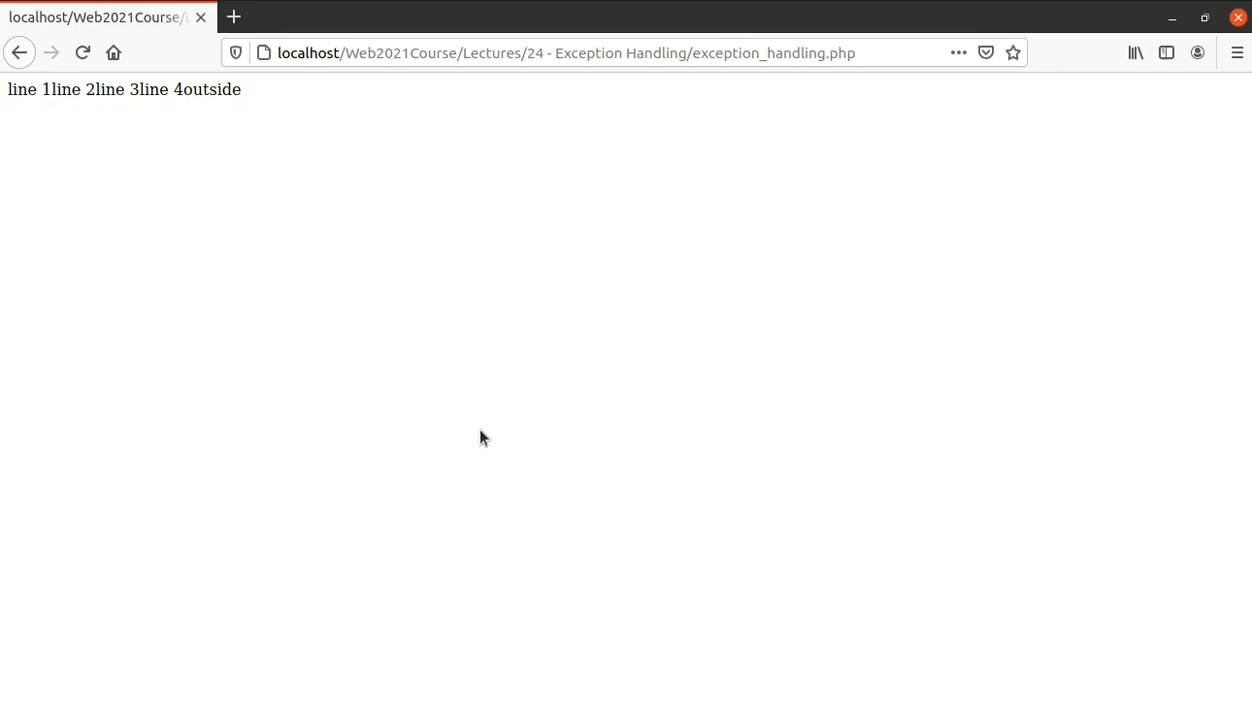 localhost/Web2021Course/L
localhost/Web2021Course/Lectures/24 - Exception Handling/exception_handling.php
line 1line 2line 3line 4outside